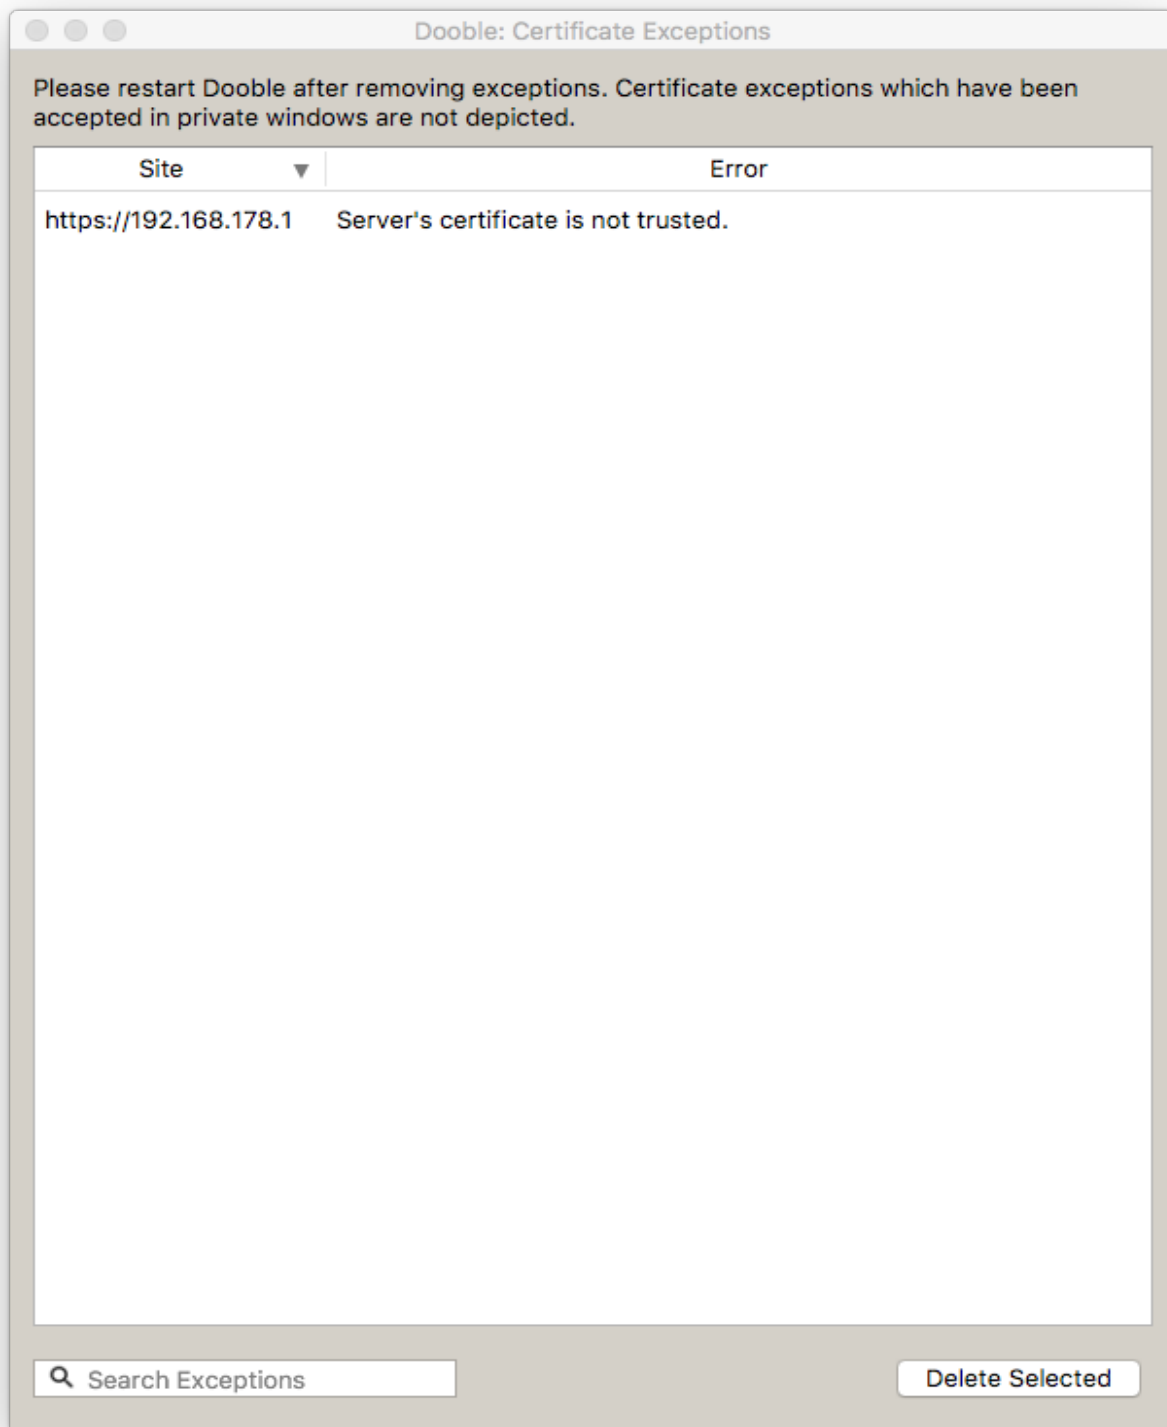 Dooble: Certificate Exceptions
Please restart Dooble after removing exceptions. Certificate exceptions which have been
accepted in private windows are not depicted.
Site Error
https://192.168.178.1 Server's certificate is not trusted.
Search Exceptions Delete Selected